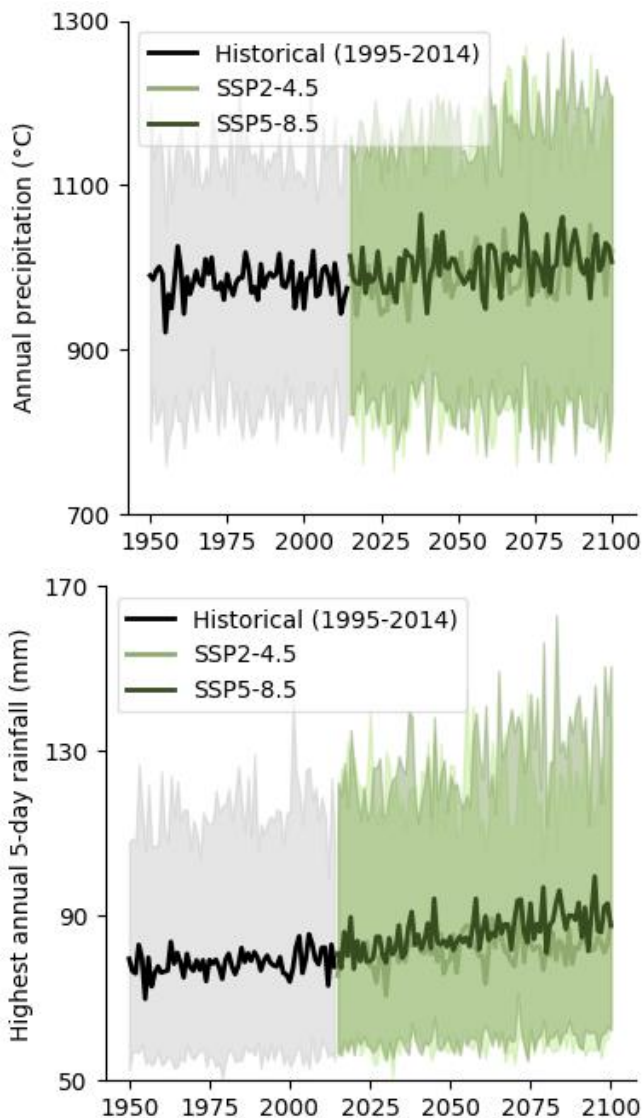 1300
1100
900
700
Annual precipitation (°C)
Historical (1995-2014)
SSP2-4.5
SSP5-8.5
1950 1975 2000 2025 2050 2075 2100
170
130
90
50
Highest annual 5-day rainfall (mm)
Historical (1995-2014)
SSP2-4.5
SSP5-8.5
1950 1975 2000 2025 2050 2075 2100